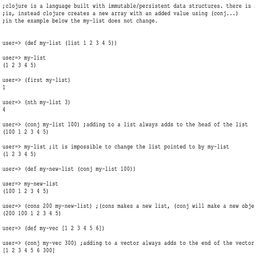 ;clojure is a language built with immutable/persistent data structures. there is
;is, instead clojure creates a new array with an added value using (conj...)
;in the example below the my-list does not change.
user=> (def my-list (list 1 2 3 4 5))
user=> my-list
(1 2 3 4 5)
user=> (first my-list)
1
user=> (nth my-list 3)
4
user=> (conj my-list 100) ;adding to a list always adds to the head of the list
(100 1 2 3 4 5)
user=> my-list ;it is impossible to change the list pointed to by my-list
(1 2 3 4 5)
user=> (def my-new-list (conj my-list 100))
user=> my-new-list
(100 1 2 3 4 5)
user=> (cons 200 my-new-list) ;(cons makes a new list, (conj will make a new obje
(200 100 1 2 3 4 5)
user=> (def my-vec [1 2 3 4 5 6])
user=> (conj my-vec 300) ;adding to a vector always adds to the end of the vector
[1 2 3 4 5 6 300]